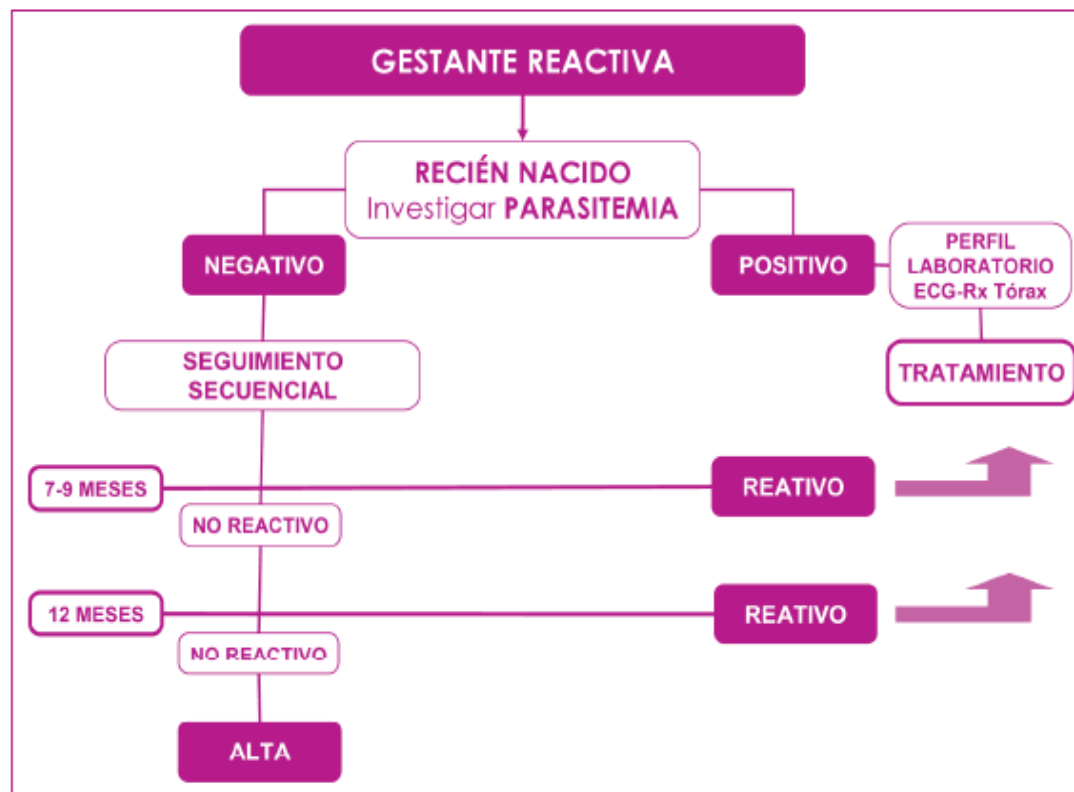 GESTANTE REACTIVA
RECIÉN NACIDO
Investigar PARASITEMIA
NEGATIVO
POSITIVO
PERFIL
LABORATORIO
ECG-Rx Tórax
SEGUIMIENTO
SECUENCIAL
TRATAMIENTO
7-9 MESES
REATIVO
NO REACTIVO
12 MESES
REATIVO
NO REACTIVO
ALTA